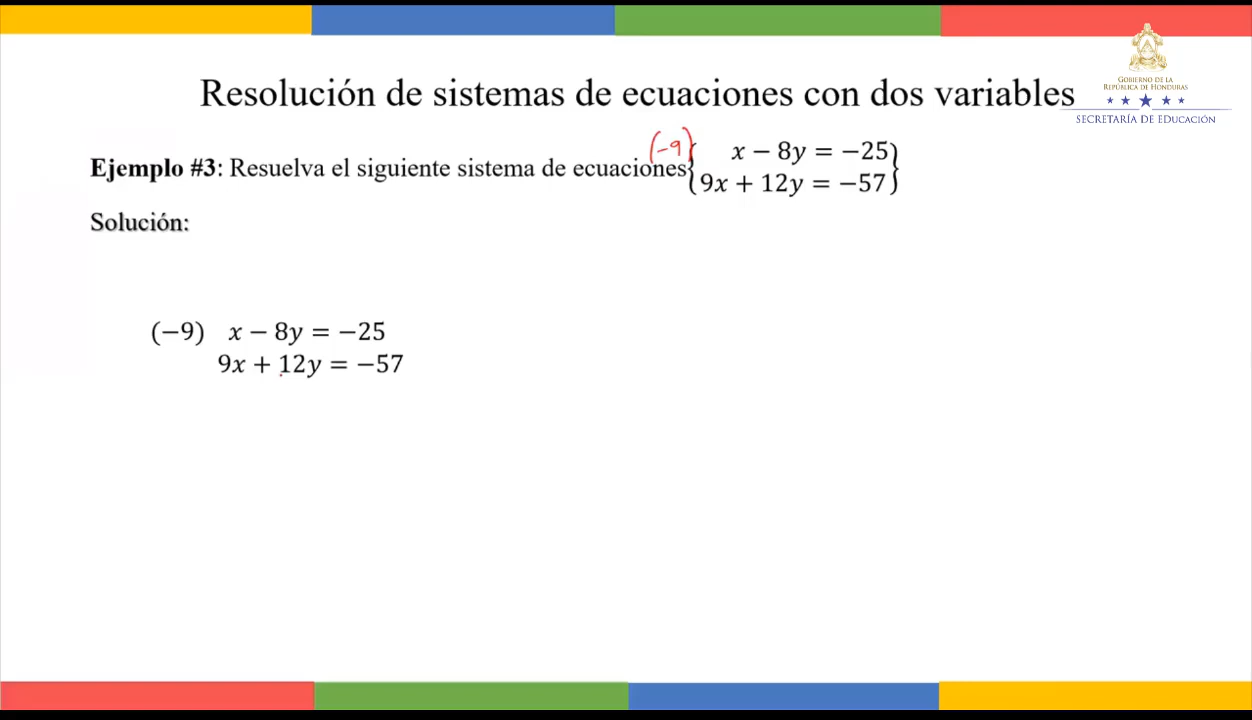 Resolución de sistemas de ecuaciones con dos variables
GOBIERNO DE LA
REPÚBLICA DE HONDURAS
SECRETARÍA DE EDUCACIÓN
(-9)
Ejemplo #3: Resuelva el siguiente sistema de ecuaciones { x − 8y = −25 }
{ 9x + 12y = −57 }
Solución:
(−9) x − 8y = −25
9x + 12y = −57